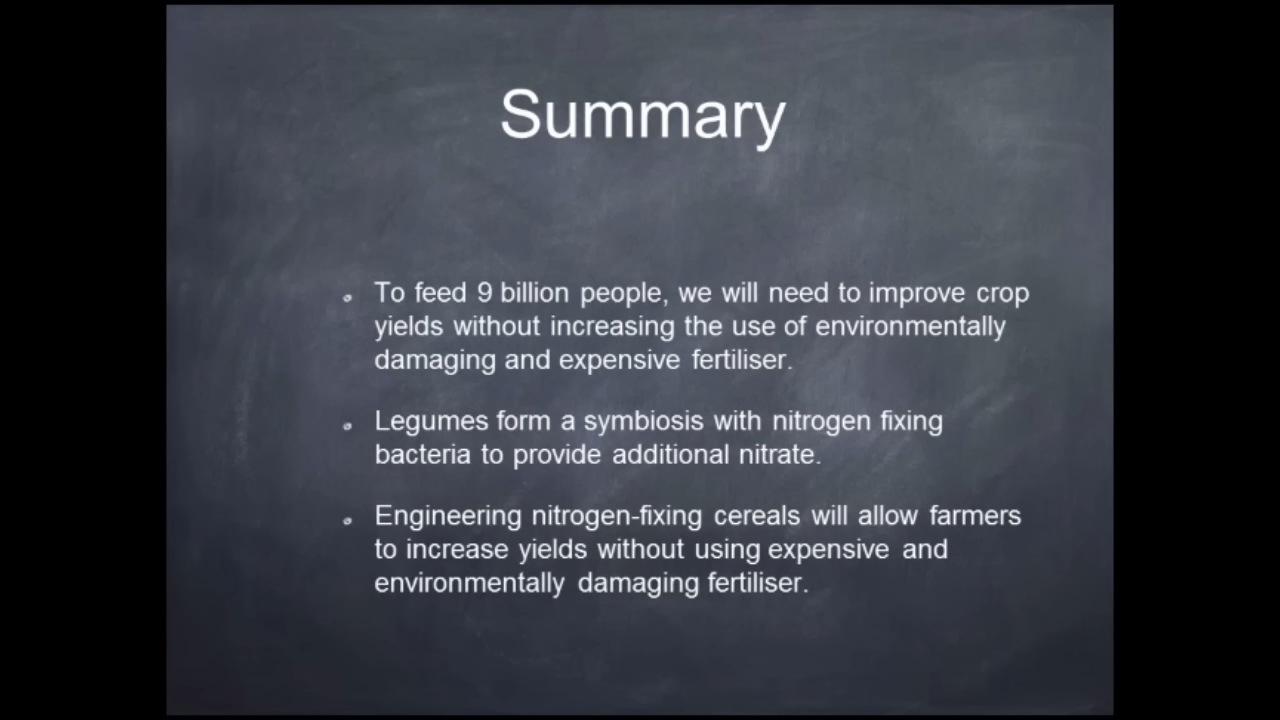 Summary
To feed 9 billion people, we will need to improve crop
yields without increasing the use of environmentally
damaging and expensive fertiliser.
Legumes form a symbiosis with nitrogen fixing
bacteria to provide additional nitrate.
Engineering nitrogen-fixing cereals will allow farmers
to increase yields without using expensive and
environmentally damaging fertiliser.